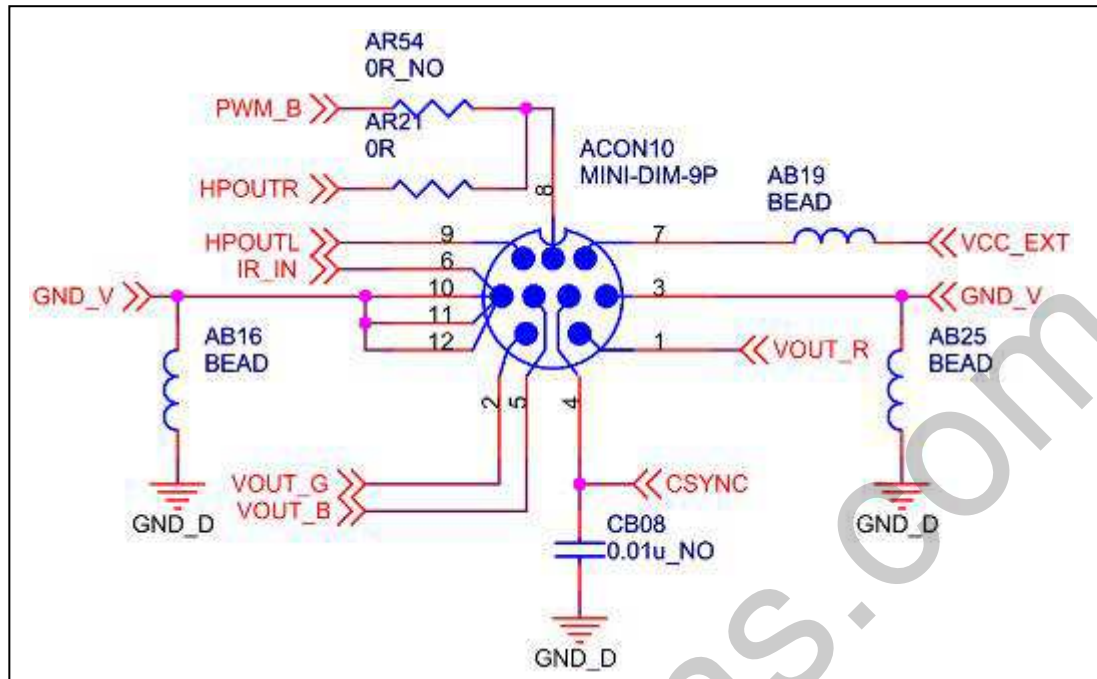 AR54
0R_NO
PWM_B
AR21
0R
ACON10
MINI-DIM-9P
HPOUTR
8
AB19
BEAD
HPOUTL
9
7
VCC_EXT
IR_IN
6
GND_V
10
3
GND_V
11
AB16
BEAD
12
1
VOUT_R
AB25
BEAD
2
5
4
VOUT_G
VOUT_B
CSYNC
GND_D
CB08
0.01u_NO
GND_D
GND_D
s.com